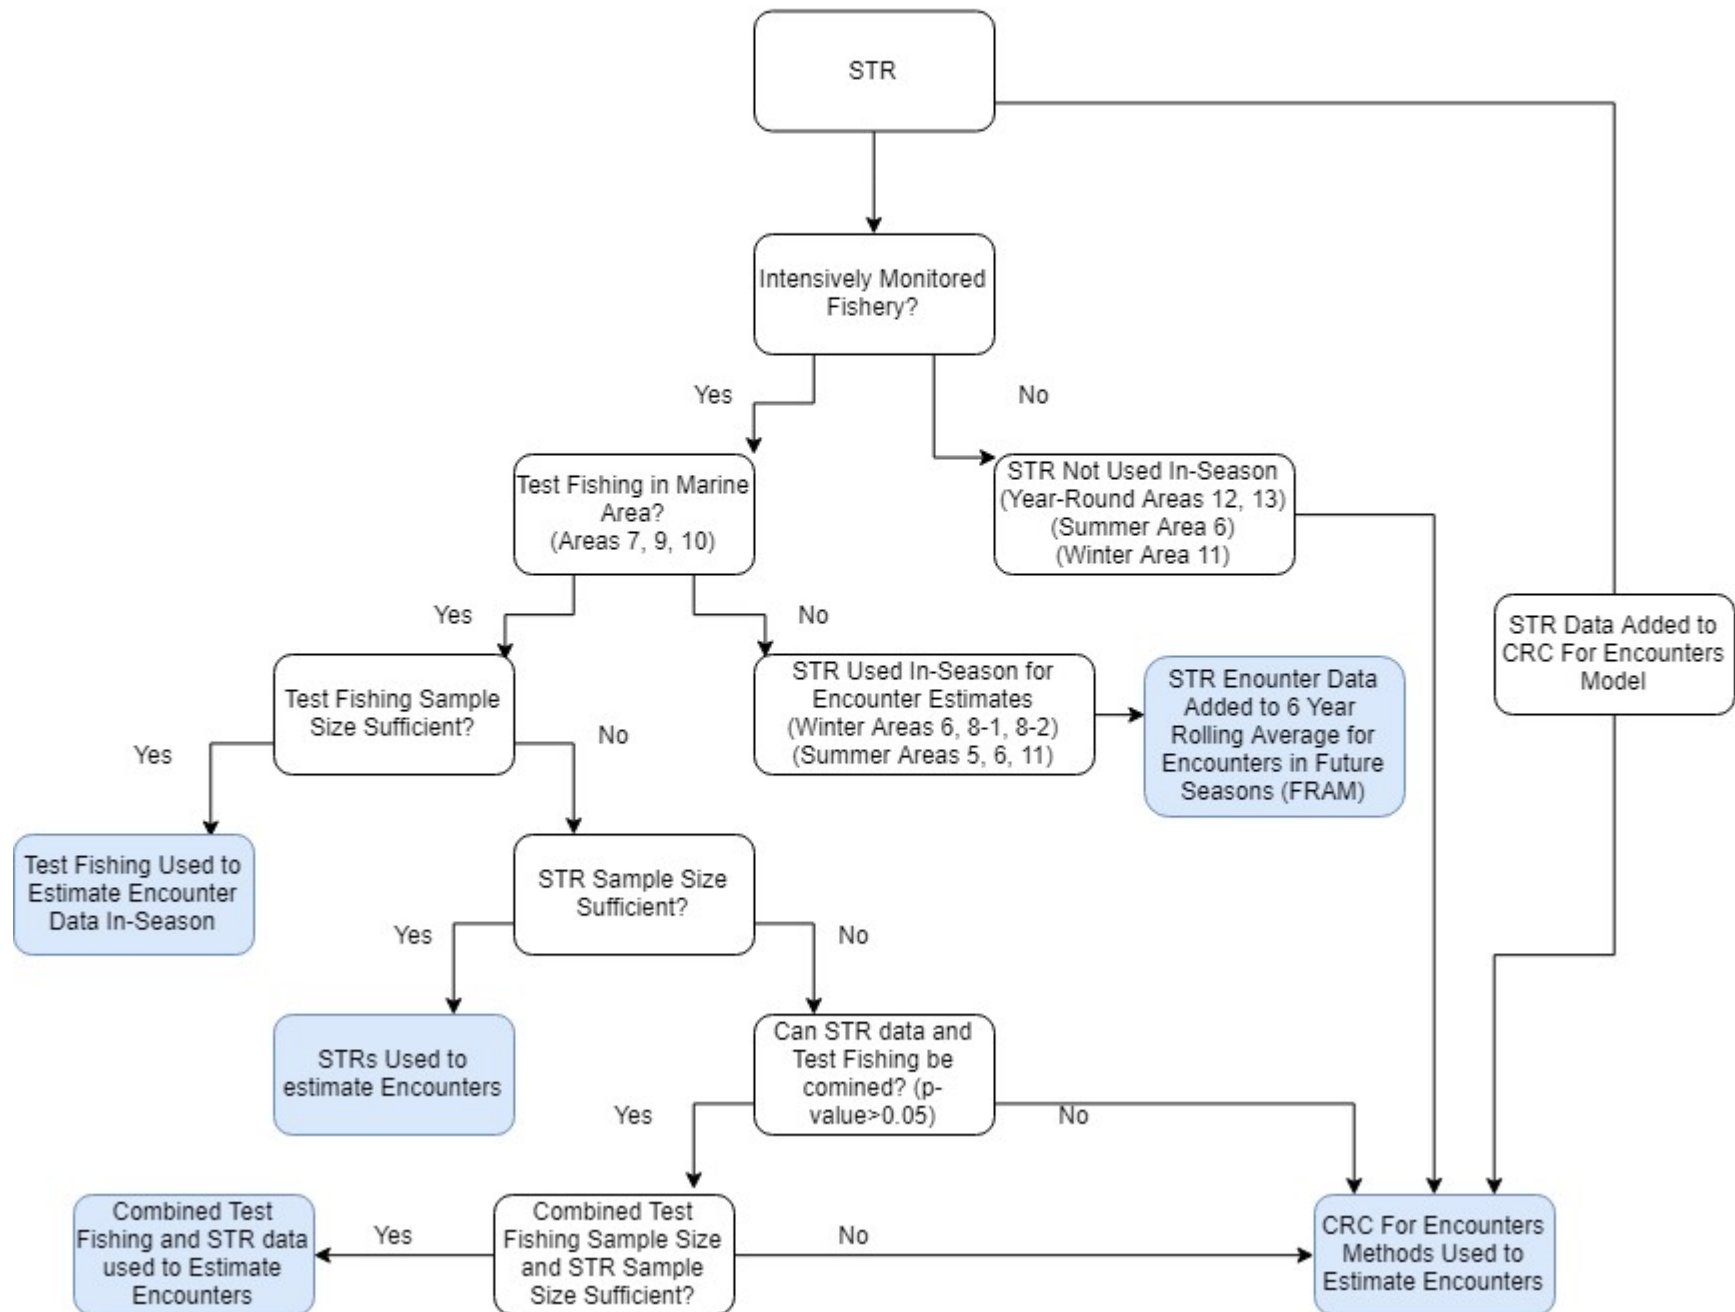 STR
Intensively Monitored
Fishery?
Yes
No
Test Fishing in Marine
Area?
(Areas 7, 9, 10)
STR Not Used In-Season
(Year-Round Areas 12, 13)
(Summer Area 6)
(Winter Area 11)
Yes
No
STR Data Added to
CRC For Encounters
Model
Test Fishing Sample
Size Sufficient?
STR Used In-Season for
Encounter Estimates
(Winter Areas 6, 8-1, 8-2)
(Summer Areas 5, 6, 11)
STR Enounter Data
Added to 6 Year
Rolling Average for
Encounters in Future
Seasons (FRAM)
Yes
No
Test Fishing Used to
Estimate Encounter
Data In-Season
STR Sample Size
Sufficient?
Yes
No
STRs Used to
estimate Encounters
Can STR data and
Test Fishing be
comined? (p-
value>0.05)
Yes
No
Combined Test
Fishing and STR data
used to Estimate
Encounters
Yes
Combined Test
Fishing Sample Size
and STR Sample
Size Sufficient?
No
CRC For Encounters
Methods Used to
Estimate Encounters